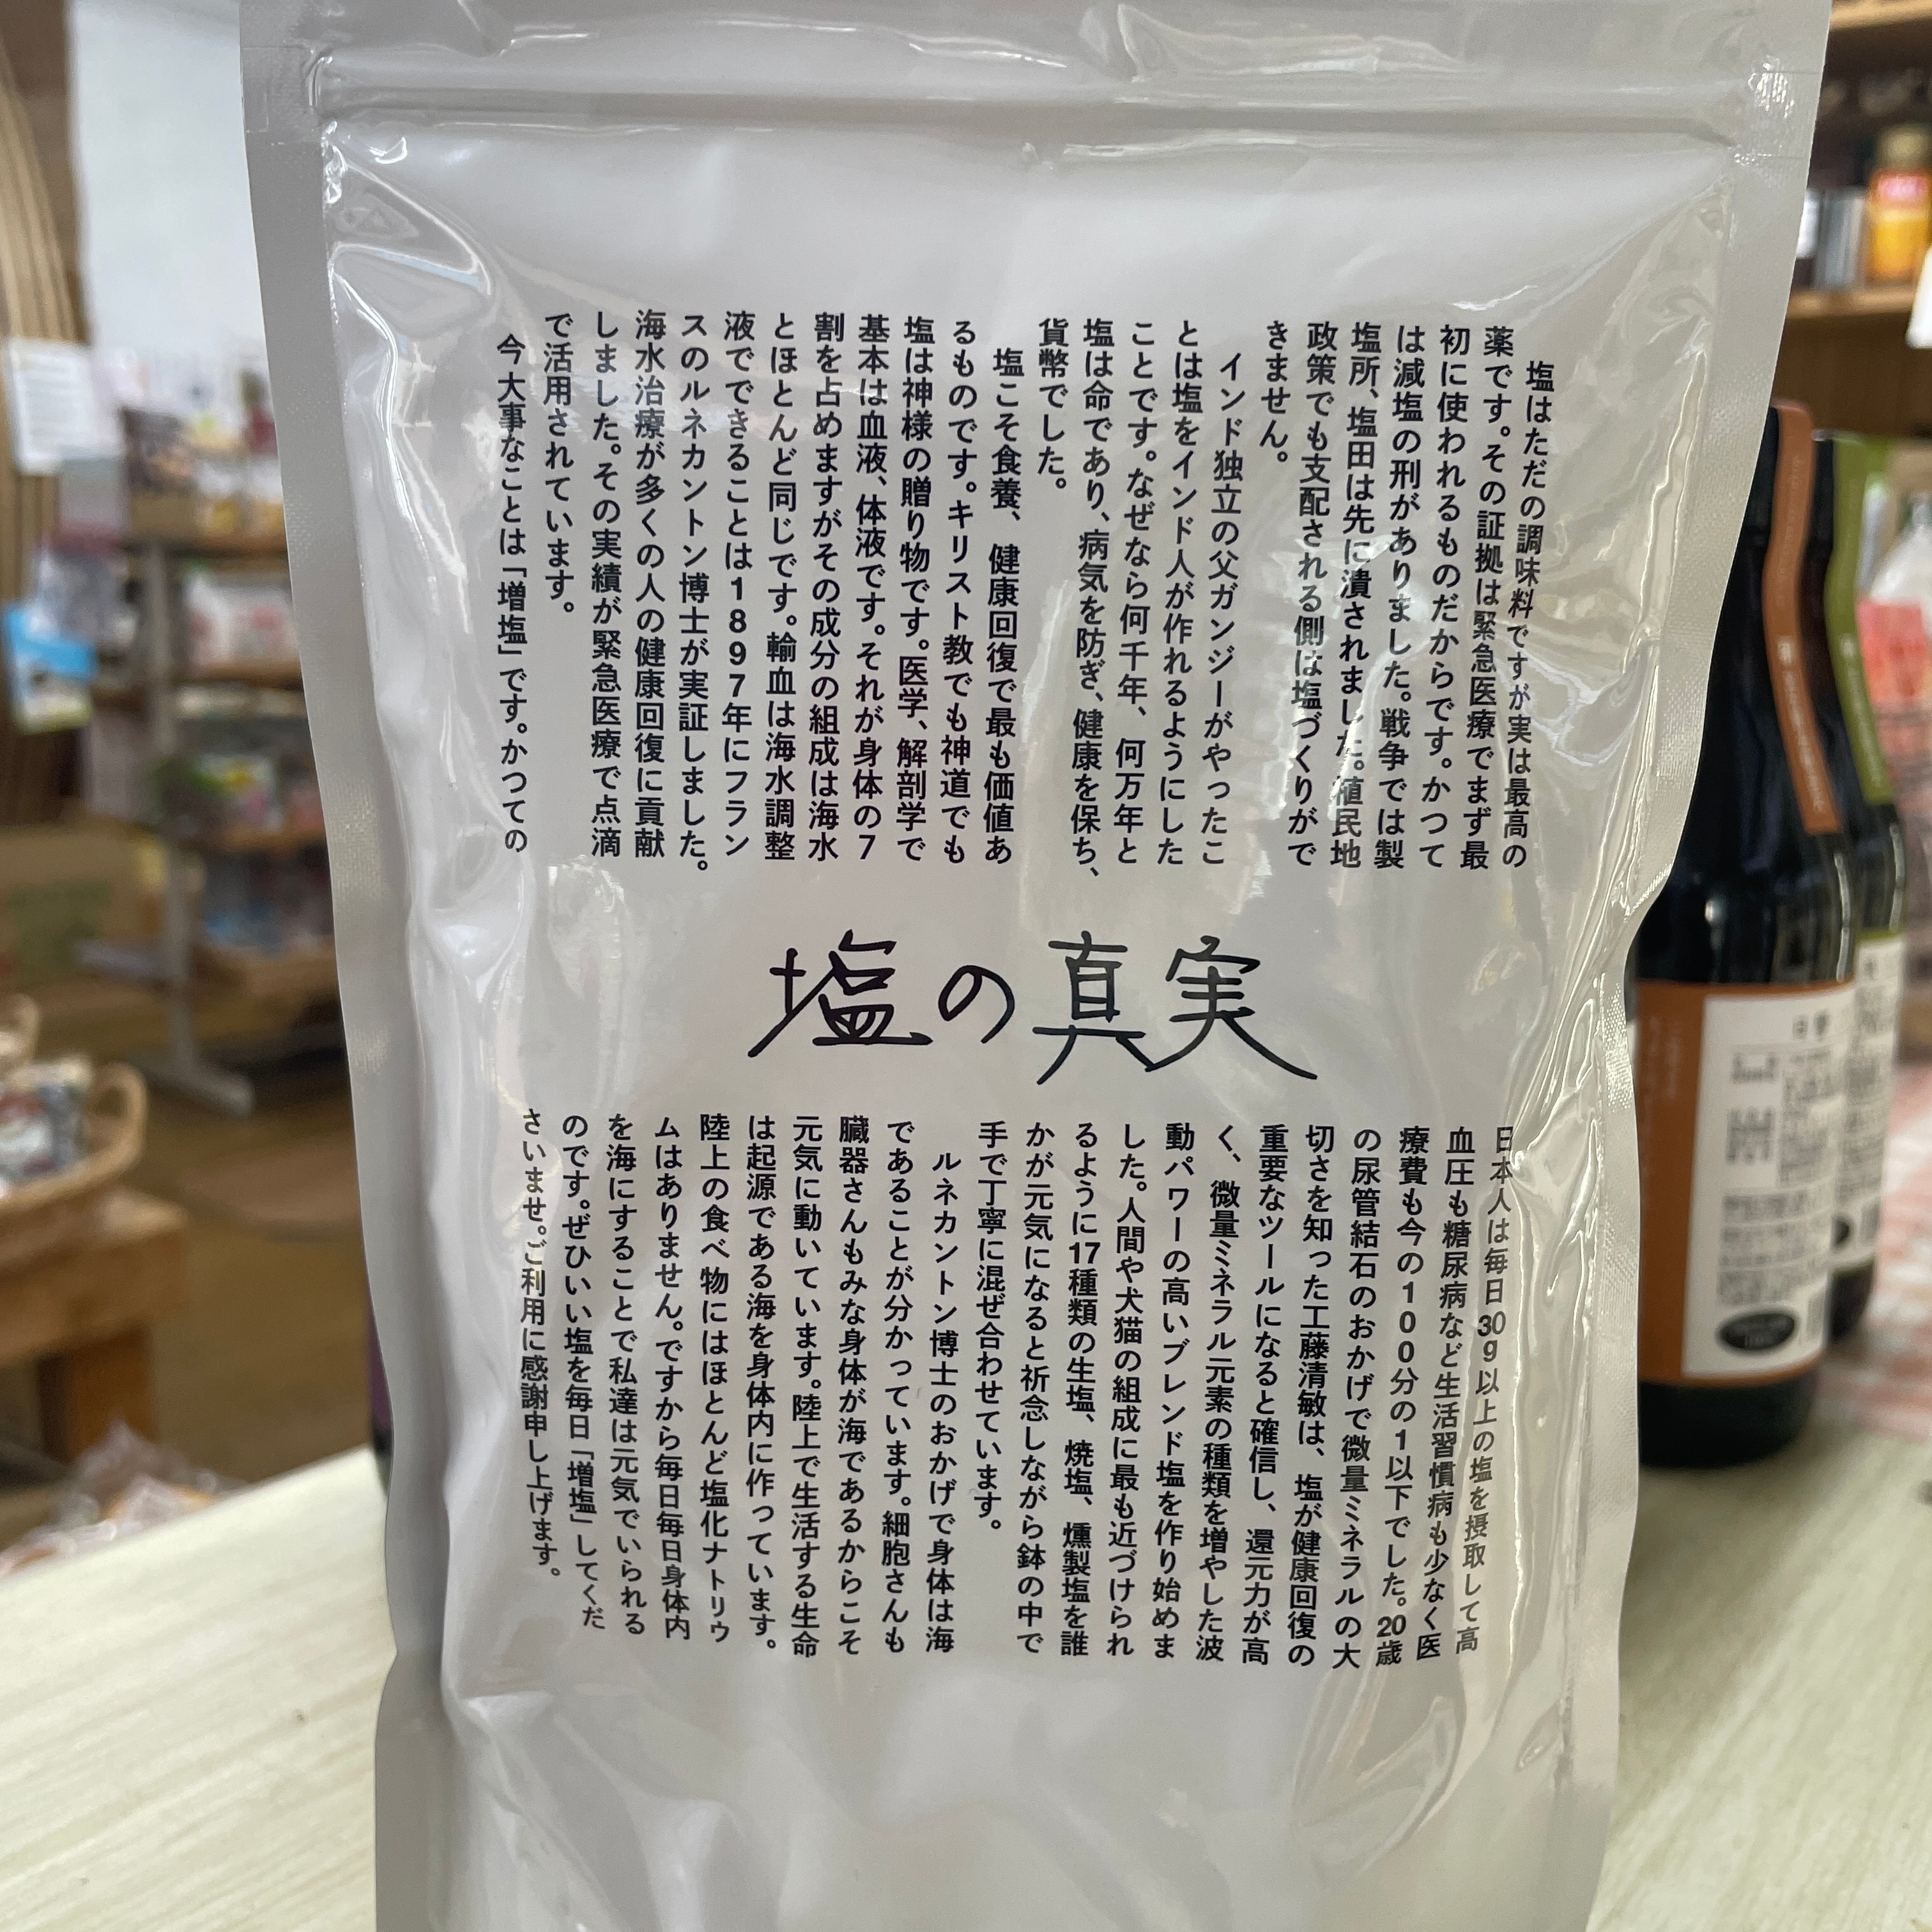 塩はただの調味料ですが実は最高の
薬です。その証拠は緊急医療でまず最
初に使われるものだからです。かつて
は減塩の刑がありました。戦争では製
塩所、塩田は先に潰されました。植民地
政策でも支配される側は塩づくりがで
きません。
インド独立の父ガンジーがやったこ
とは塩をインド人が作れるようにした
ことです。なぜなら何千年、何万年と
塩は命であり、病気を防ぎ、健康を保ち、
貨幣でした。
塩こそ食養、健康回復で最も価値あ
るものです。キリスト教でも神道でも
塩は神様の贈り物です。医学、解剖学で
基本は血液、体液です。それが身体の7
割を占めますがその成分の組成は海水
とほとんど同じです。輸血は海水調整
液でできることは1897年にフラン
スのルネカントン博士が実証しました。
海水治療が多くの人の健康回復に貢献
しました。その実績が緊急医療で点滴
で活用されています。
今大事なことは「増塩」です。かつての
塩の真実
日本人は毎日30g以上の塩を摂取して高
血圧も糖尿病など生活習慣病も少なく医
療費も今の100分の1以下でした。20歳
の尿管結石のおかげで微量ミネラルの大
切さを知った工藤清敏は、塩が健康回復の
重要なツールになると確信し、還元力が高
く、微量ミネラル元素の種類を増やした波
動パワーの高いブレンド塩を作り始めま
した。人間や犬猫の組成に最も近づけられ
るように17種類の生塩、焼塩、燻製塩を誰
かが元気になると祈念しながら鉢の中で
手で丁寧に混ぜ合わせています。
ルネカントン博士のおかげで身体は海
であることが分かっています。細胞さんも
臓器さんもみな身体が海であるからこそ
元気に動いています。陸上で生活する生命
は起源である海を身体内に作っています。
陸上の食べ物にはほとんど塩化ナトリウ
ムはありません。ですから毎日毎日身体内
を海にすることで私達は元気でいられる
のです。ぜひいい塩を毎日「増塩」してくだ
さいませ。ご利用に感謝申し上げます。